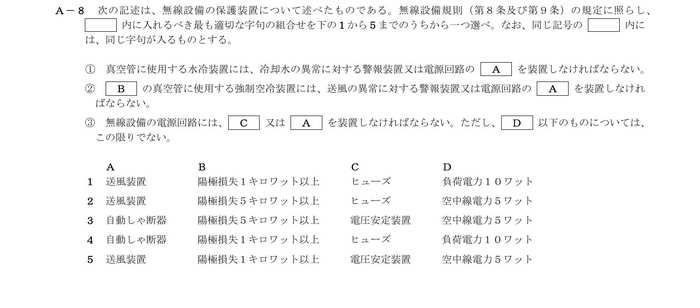 A－8 次の記述は、無線設備の保護装置について述べたものである。無線設備規則（第８条及び第９条）の規定に照らし、
内に入れるべき最も適切な字句の組合せを下の１から５までのうちから一つ選べ。なお、同じ記号の 内に
は、同じ字句が入るものとする。
① 真空管に使用する水冷装置には、冷却水の異常に対する警報装置又は電源回路の A を装置しなければならない。
② B の真空管に使用する強制空冷装置には、送風の異常に対する警報装置又は電源回路の A を装置しなけれ
ばならない。
③ 無線設備の電源回路には、 C 又は A を装置しなければならない。ただし、 D 以下のものについては、
この限りでない。
A B C D
1 送風装置 陽極損失１キロワット以上 ヒューズ 負荷電力１０ワット
2 送風装置 陽極損失５キロワット以上 ヒューズ 空中線電力５ワット
3 自動しゃ断器 陽極損失５キロワット以上 電圧安定装置 空中線電力５ワット
4 自動しゃ断器 陽極損失１キロワット以上 ヒューズ 負荷電力１０ワット
5 送風装置 陽極損失１キロワット以上 電圧安定装置 空中線電力５ワット